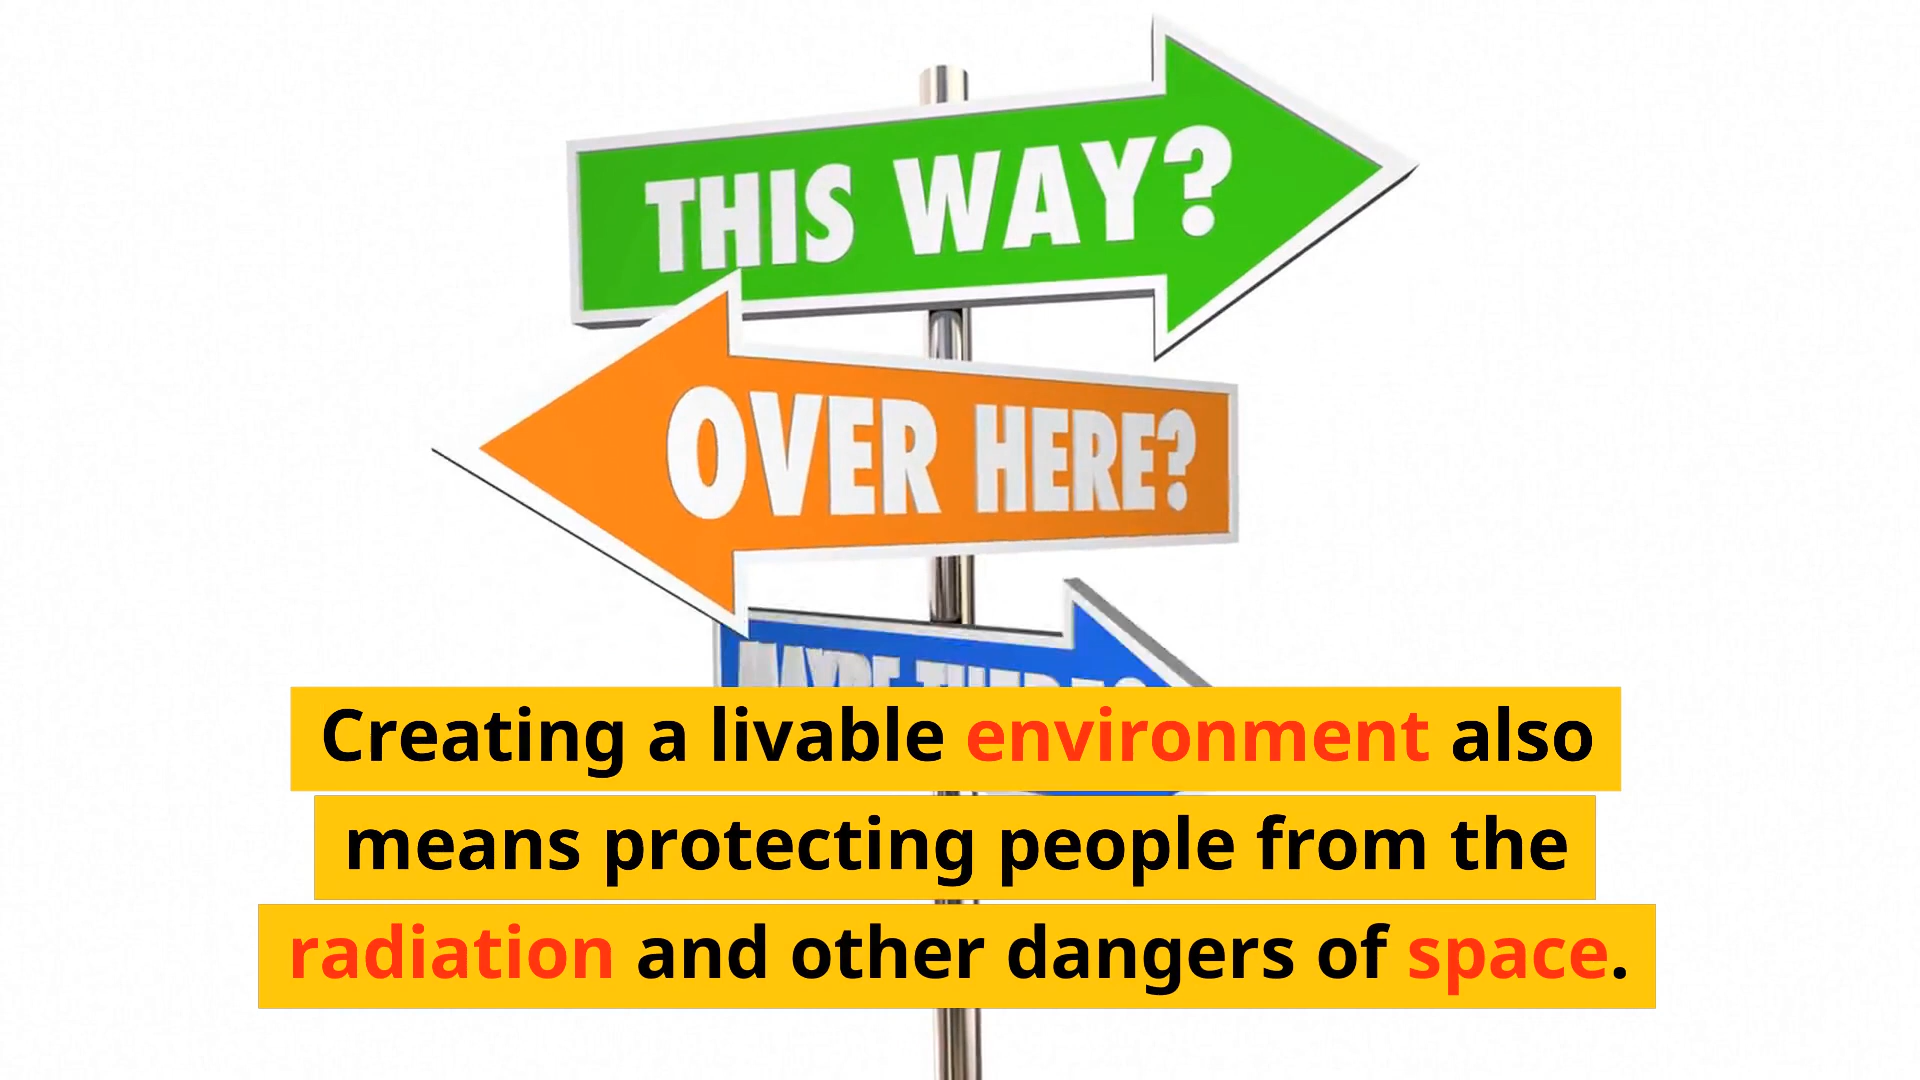 THIS WAY?
OVER HERE?
Creating a livable environment also
means protecting people from the
radiation and other dangers of space.